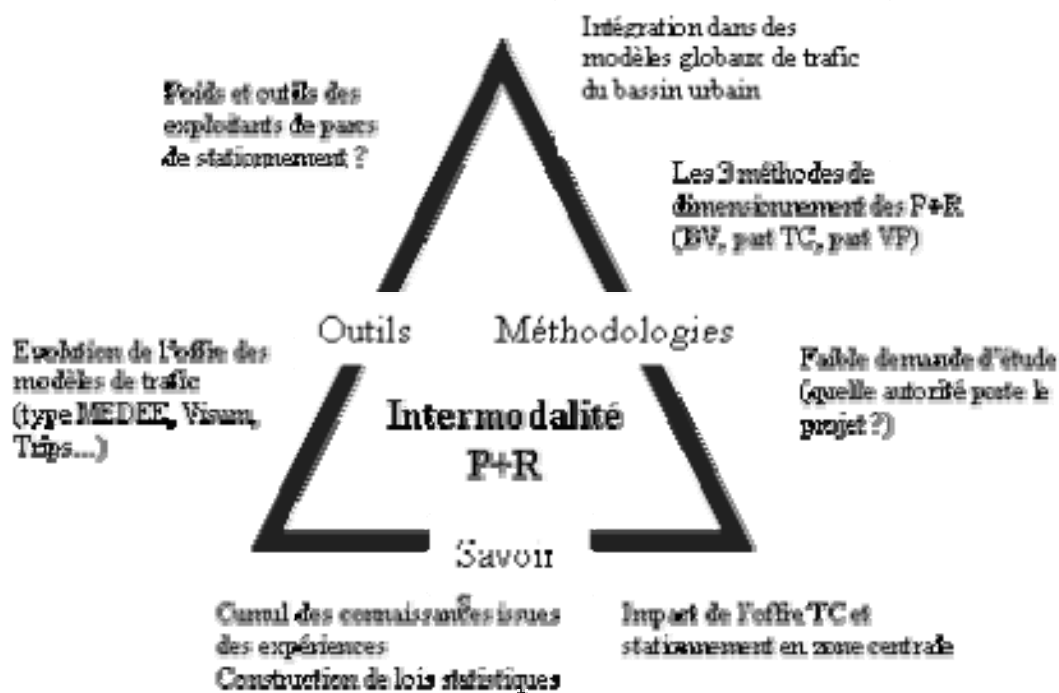 Intégration dans des
modèles globaux de trafic
du bassin urbain
Poids et outils des
exploitants de parcs
de stationnement ?
Les 3 méthodes de
dimensionnement des P+R
(BV, part TC, part VP)
Outils
Méthodologies
Evolution de l'offre des
modèles de trafic
(type MEDEE, Visum,
Trips...)
Faible demande d'étude
(quelle autorité porte le
projet ?)
Intermodalité
P+R
Savoir
s
Cumul des connaissances issues
des expériences
Construction de lois statistiques
Impact de l'offre TC et
stationnement en zone centrale